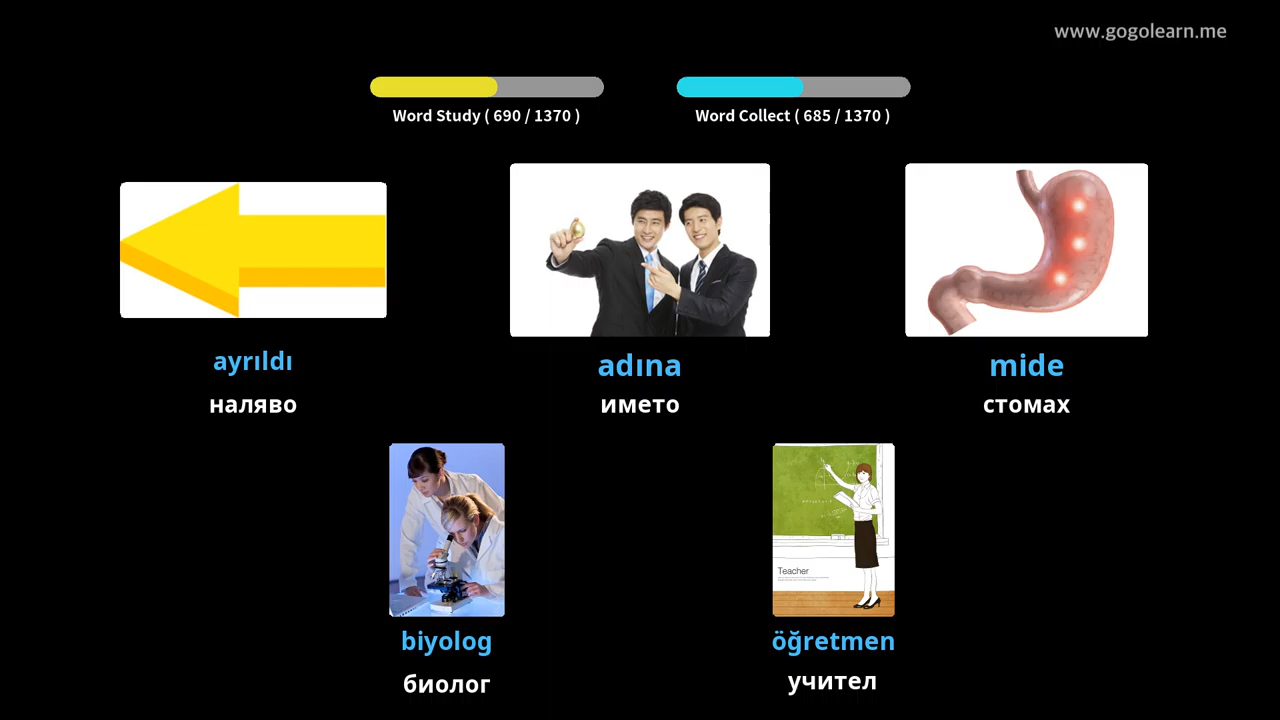 www.gogolearn.me
Word Study ( 690 / 1370 )
Word Collect ( 685 / 1370 )
ayrıldı
наляво
adına
името
mide
стомах
biyolog
биолог
Teacher
öğretmen
учител